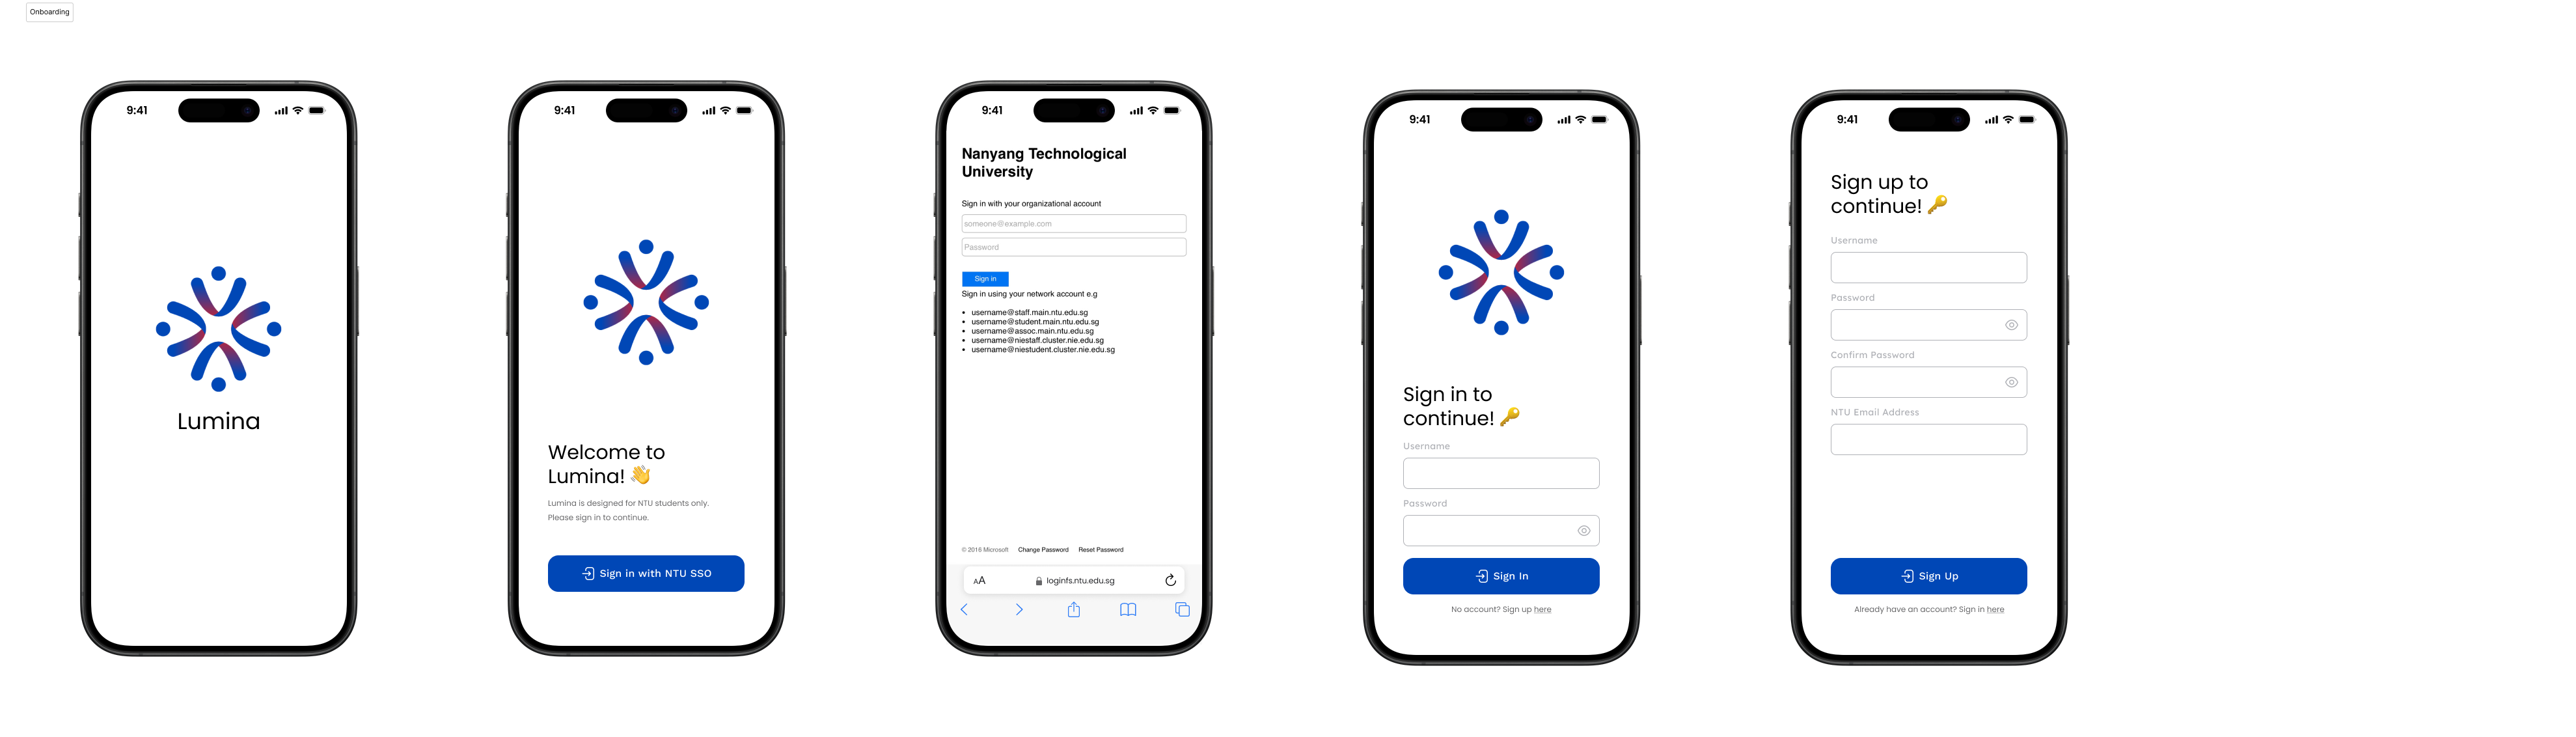 Onboarding
9:41
Lumina
9:41
Welcome to
Lumina! 👋
Lumina is designed for NTU students only.
Please sign in to continue.
Sign in with NTU SSO
9:41
Nanyang Technological
University
Sign in with your organizational account
someone@example.com
Password
Sign in
Sign in using your network account e.g
• username@staff.main.ntu.edu.sg
• username@student.main.ntu.edu.sg
• username@assoc.main.ntu.edu.sg
• username@niestaff.cluster.nie.edu.sg
• username@niestudent.cluster.nie.edu.sg
© 2016 Microsoft Change Password Reset Password
AA loginfs.ntu.edu.sg
9:41
Sign in to
continue! 🔑
Username
Password
Sign In
No account? Sign up here
9:41
Sign up to
continue! 🔑
Username
Password
Confirm Password
NTU Email Address
Sign Up
Already have an account? Sign in here